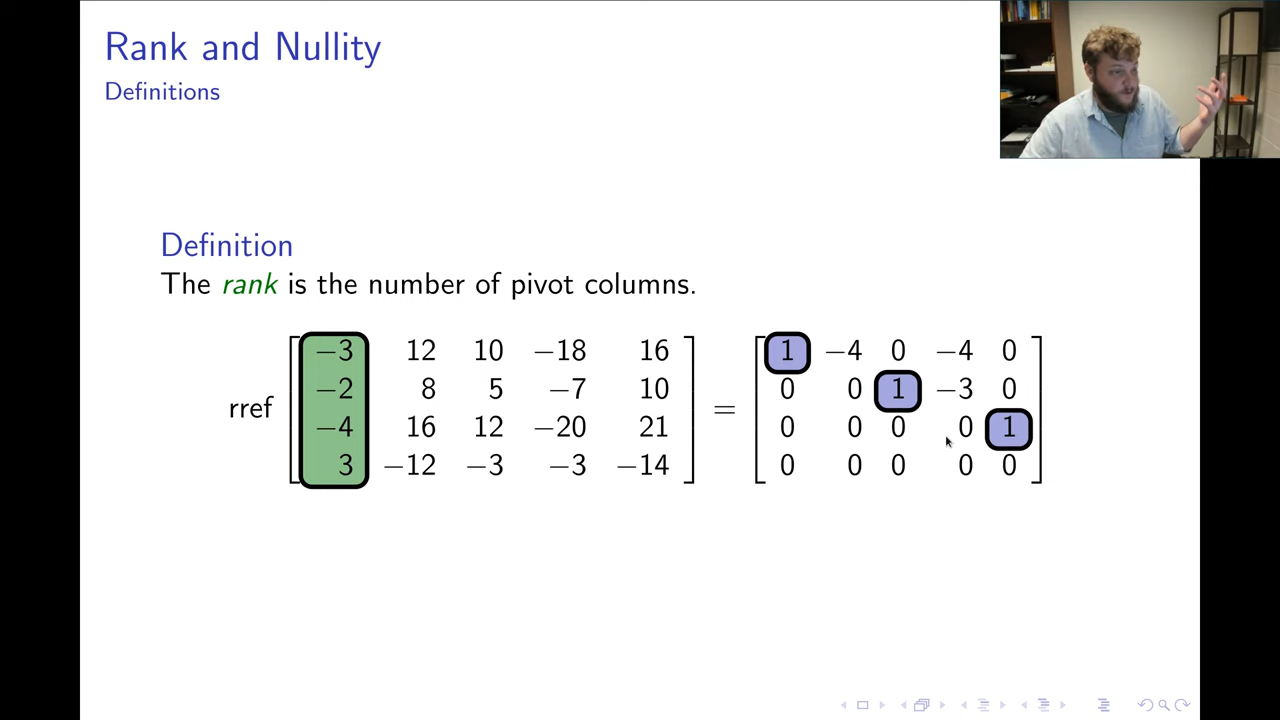 Rank and Nullity
Definitions
Definition
The rank is the number of pivot columns.
−3 12 10 −18 16 1 −4 0 −4 0
−2 8 5 −7 10 0 0 1 −3 0
rref = 
−4 16 12 −20 21 0 0 0 0 1
3 −12 −3 −3 −14 0 0 0 0 0